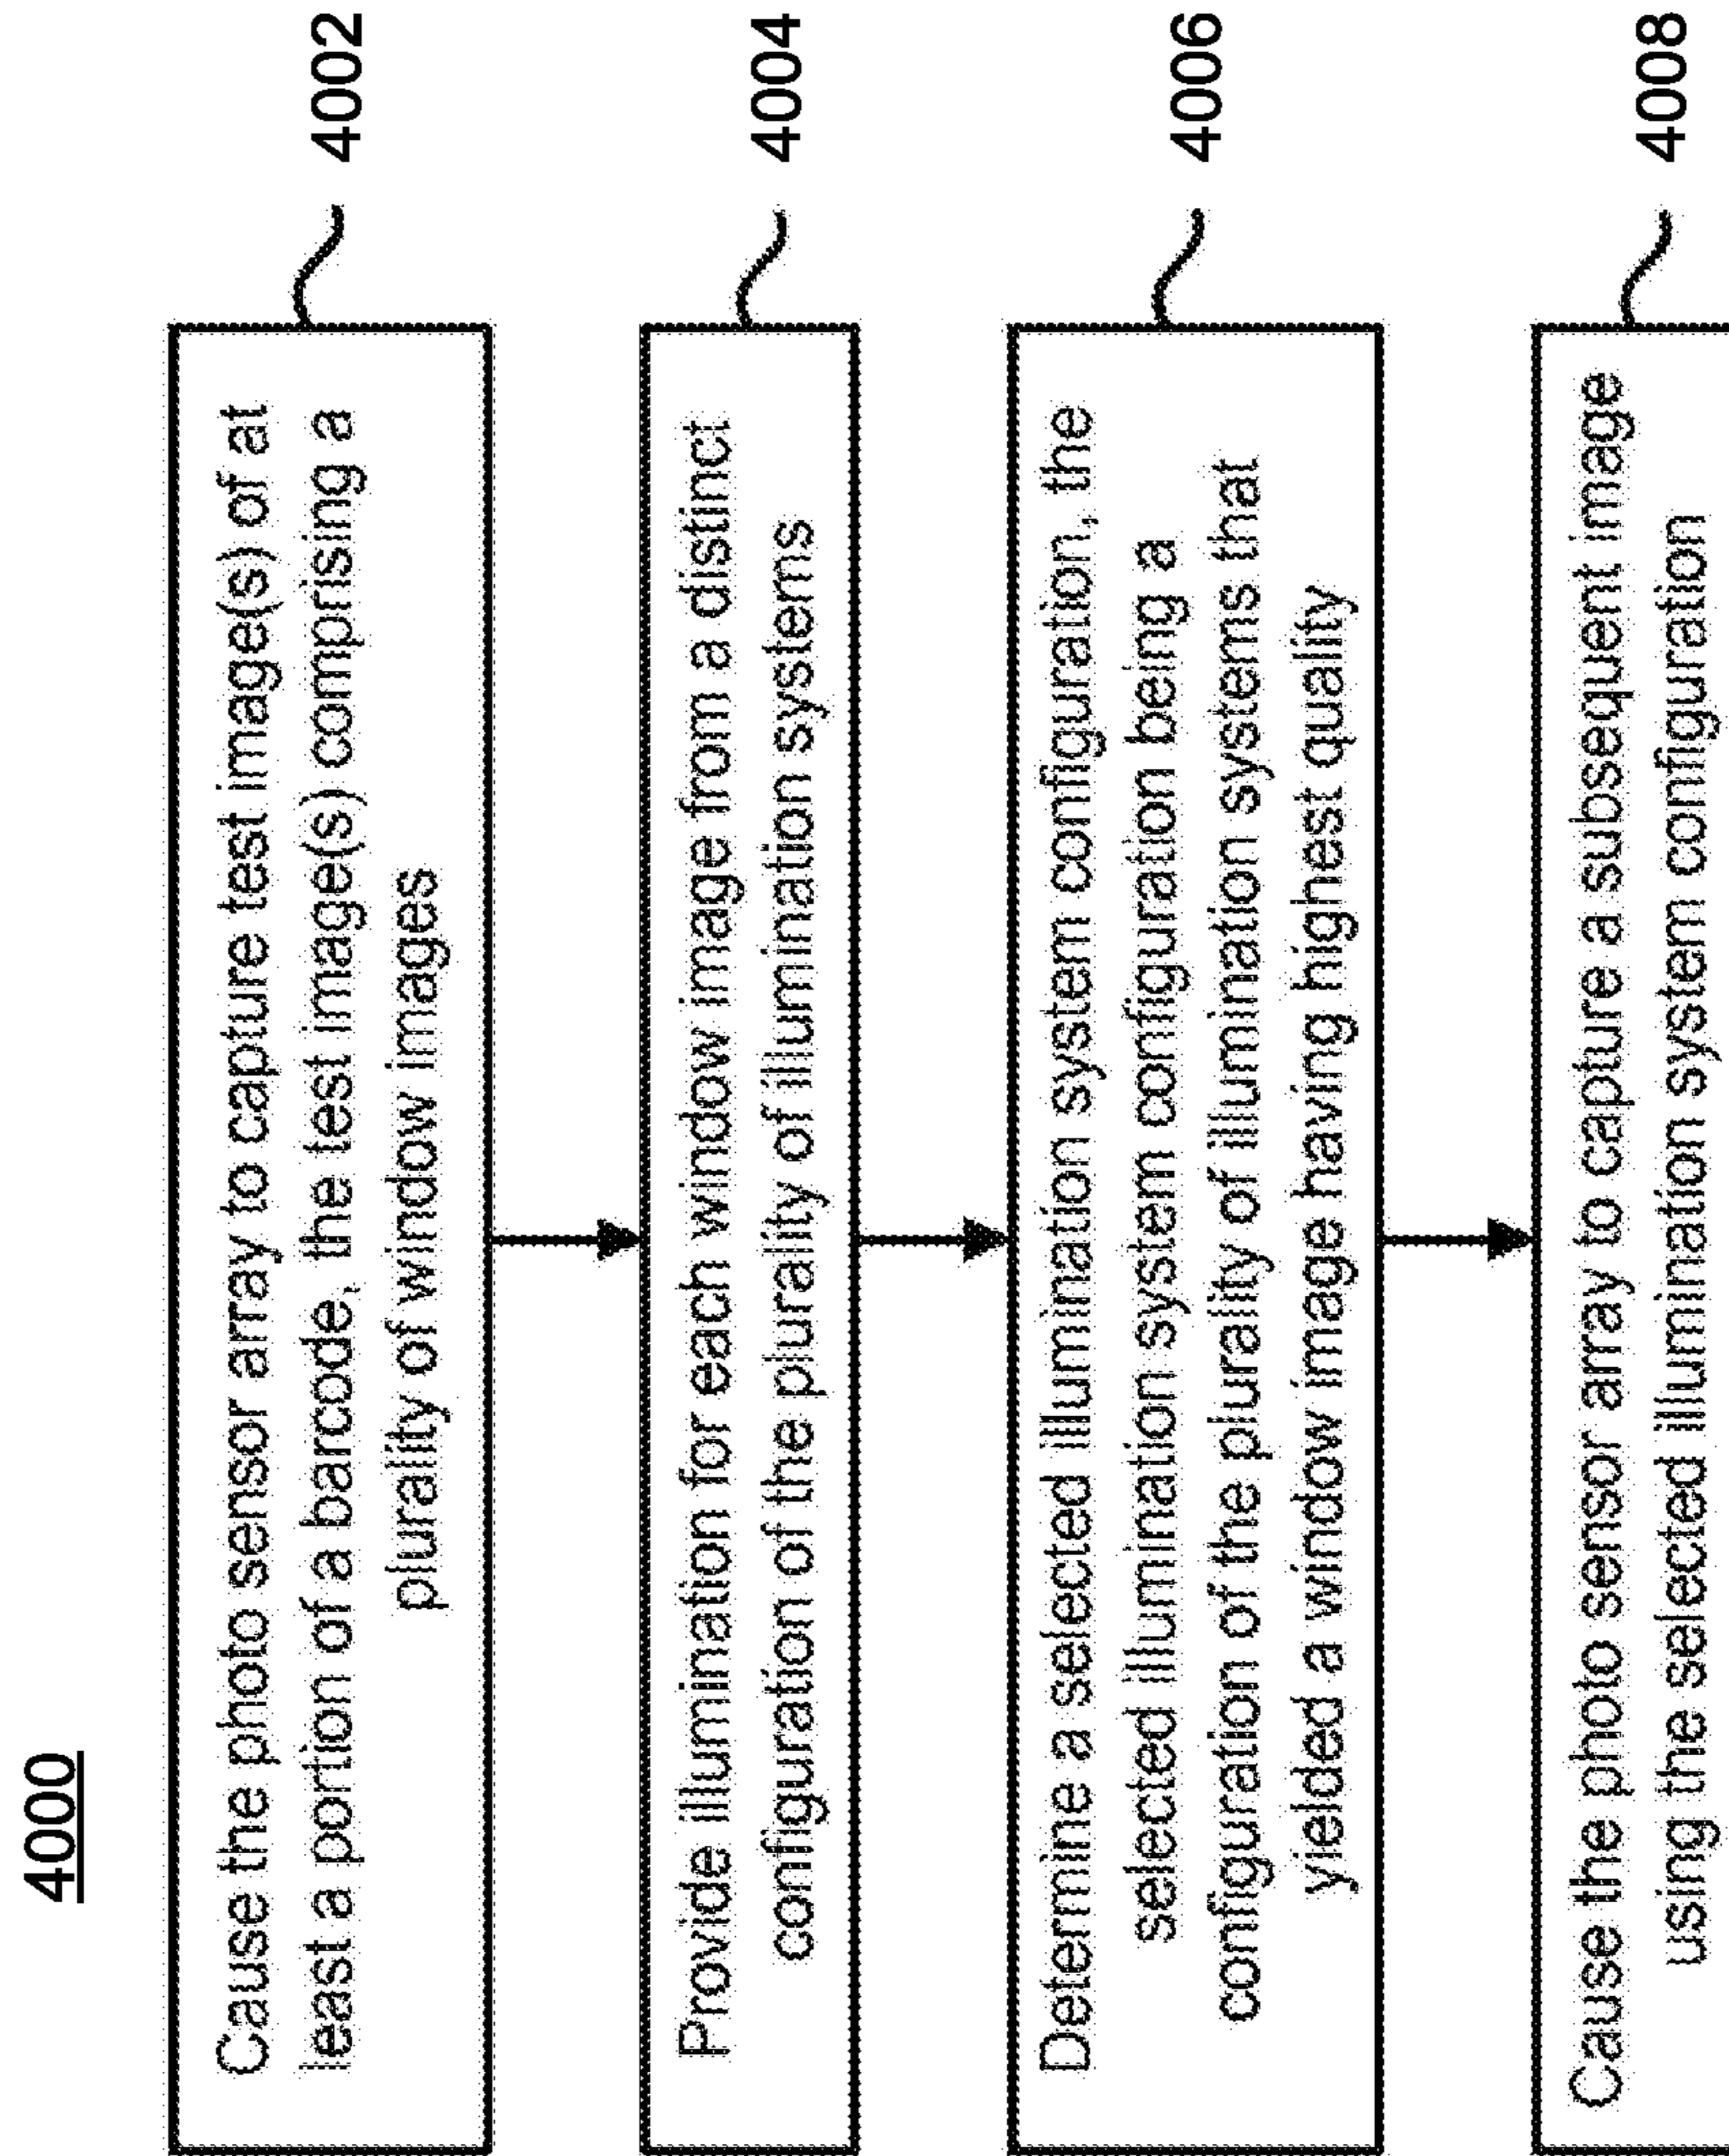 4000
Cause the photo sensor array to capture test image(s) of at
least a portion of a barcode, the test image(s) comprising a
plurality of window images
4002
Provide illumination for each window image from a distinct
configuration of the plurality of illumination systems
4004
Determine a selected illumination system configuration, the
selected illumination system configuration being a
configuration of the plurality of illumination systems that
yielded a window image having highest quality
4006
Cause the photo sensor array to capture a subsequent image
using the selected illumination system configuration
4008